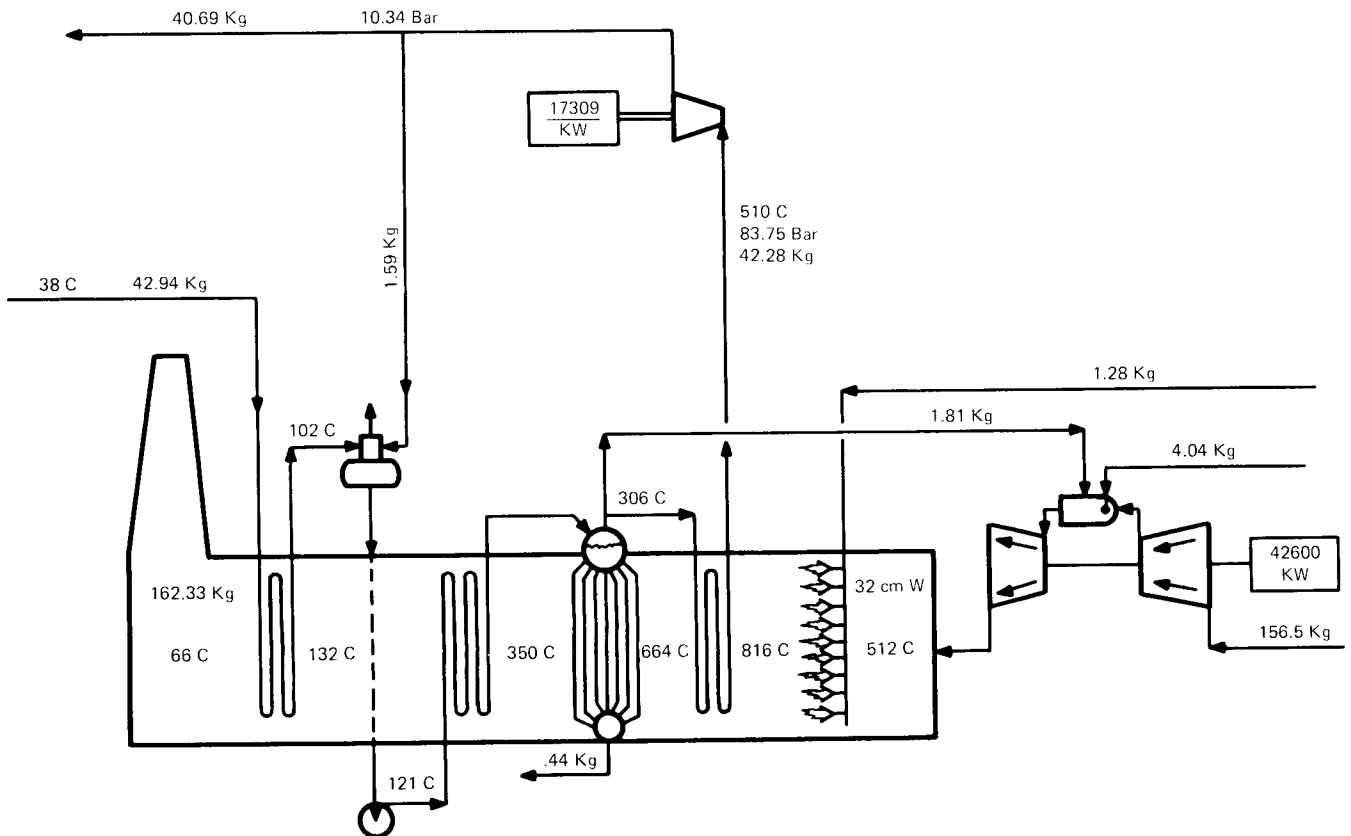 40.69 Kg
10.34 Bar
17309
KW
510 C
83.75 Bar
42.28 Kg
1.59 Kg
38 C
42.94 Kg
1.28 Kg
1.81 Kg
102 C
4.04 Kg
306 C
42600
KW
162.33 Kg
32 cm W
66 C
132 C
350 C
664 C
816 C
512 C
156.5 Kg
.44 Kg
121 C